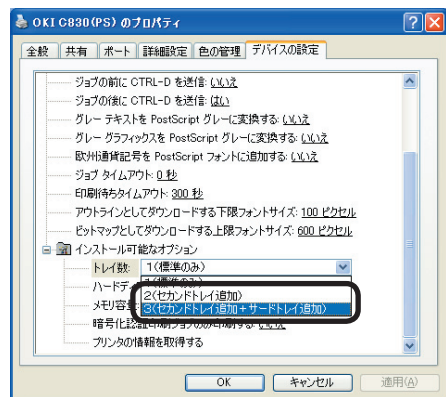 OKI C830(PS) のプロパティ
全般 共有 ポート 詳細設定 色の管理 デバイスの設定
ジョブの前に CTRL-D を送信: いいえ
ジョブの後に CTRL-D を送信: はい
グレー テキストを PostScript グレーに変換する: いいえ
グレー グラフィックスを PostScript グレーに変換する: いいえ
欧州通貨記号を PostScript フォントに追加する: いいえ
ジョブ タイムアウト: 0 秒
印刷待ちタイムアウト: 300 秒
アウトラインとしてダウンロードする下限フォントサイズ: 100 ピクセル
ビットマップとしてダウンロードする上限フォントサイズ: 600 ピクセル
インストール可能なオプション
トレイ数: 1(標準のみ)
ハードディ 1(標準のみ)
2(セカンドトレイ追加)
メモリ容量: 3(セカンドトレイ追加+サードトレイ追加)
暗号化認証印刷ジョブのみ印刷する: いいえ
プリンタの情報を取得する
OK キャンセル 適用(A)